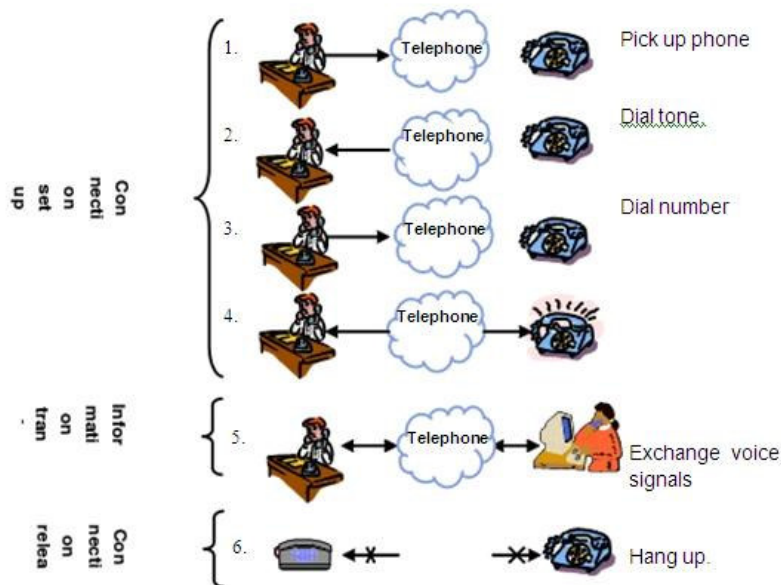 1.
Telephone
Pick up phone
2.
Telephone
Dial tone.
3.
Telephone
Dial number
4.
Telephone
Con
necti
on
set
up
5.
Telephone
Exchange voice
signals
Infor
mati
on
tran
-
6.
Hang up.
Con
necti
on
relea